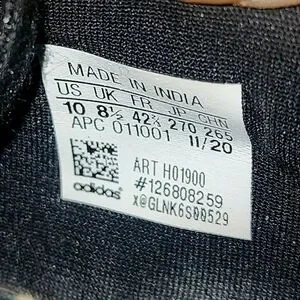 MADE IN INDIA
US UK FR JP CHN
10 8½ 42⅔ 270 265
APC 011001 11/20
ART H01900
#126808259
x@GLNK6S00529
adidas